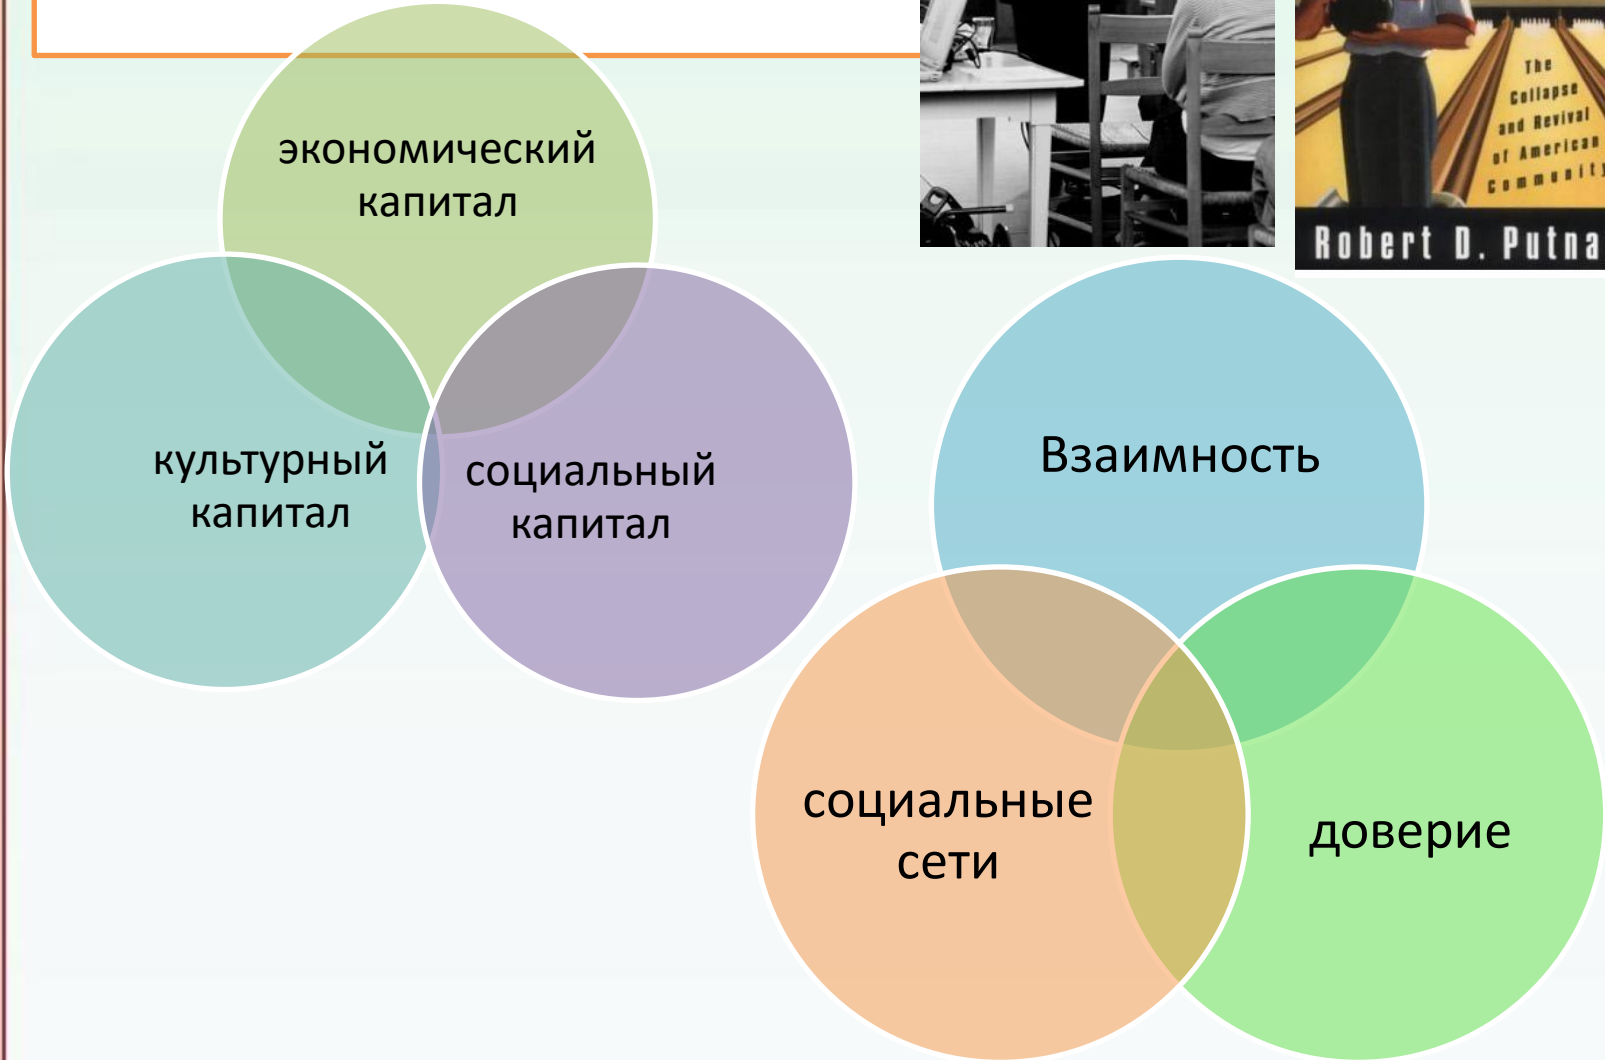 экономический
капитал
культурный
капитал
социальный
капитал
The
Collapse
and Revival
of American
Community
Robert D. Putna
Взаимность
социальные
сети
доверие